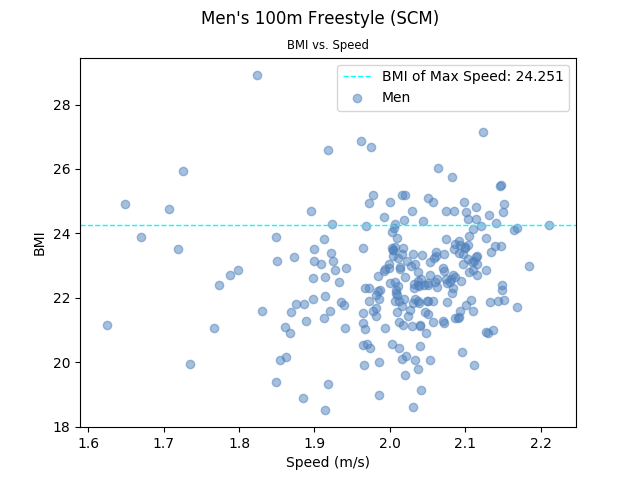 Men's 100m Freestyle (SCM)
BMI vs. Speed
BMI of Max Speed: 24.251
Men
28
26
24
22
20
18
BMI
1.6 1.7 1.8 1.9 2.0 2.1 2.2
Speed (m/s)